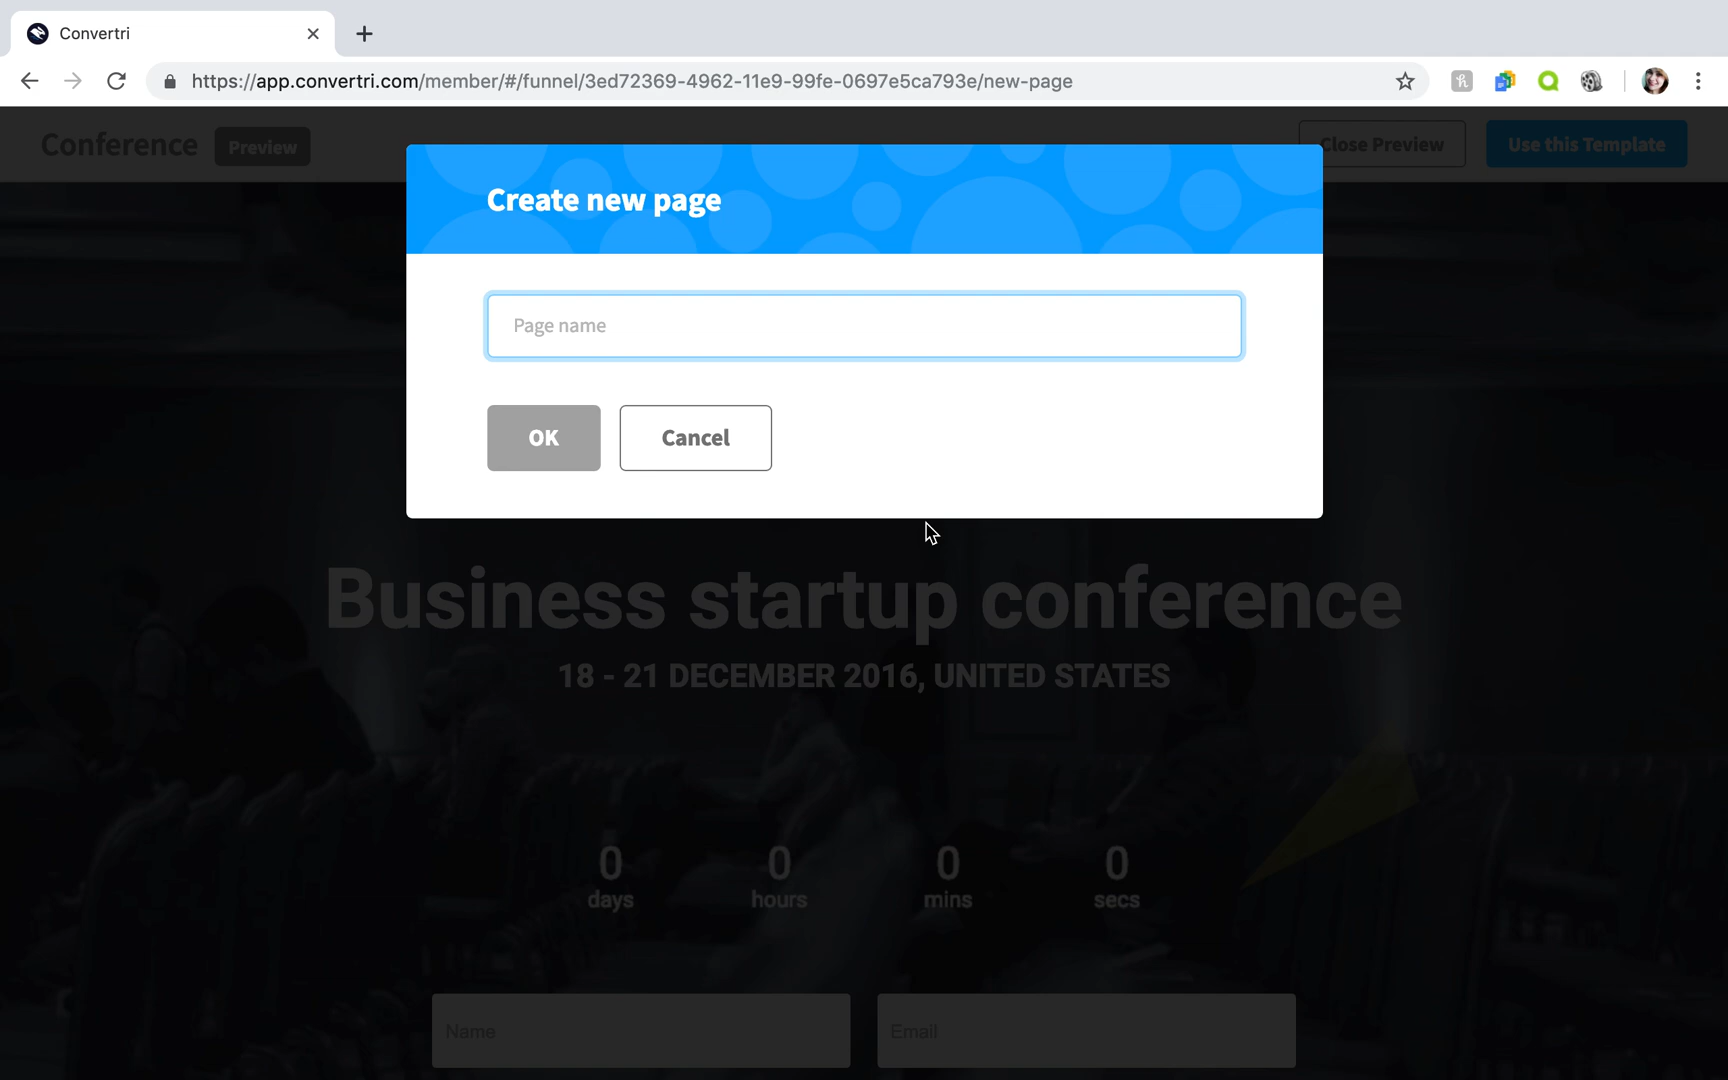 Convertri
https://app.convertri.com/member/#/funnel/3ed72369-4962-11e9-99fe-0697e5ca793e/new-page
Conference
Preview
Close Preview
Use this Template
Create new page
Page name
OK
Cancel
Business startup conference
18 - 21 DECEMBER 2016, UNITED STATES
0 0 0 0
days hours mins secs
Name
Email